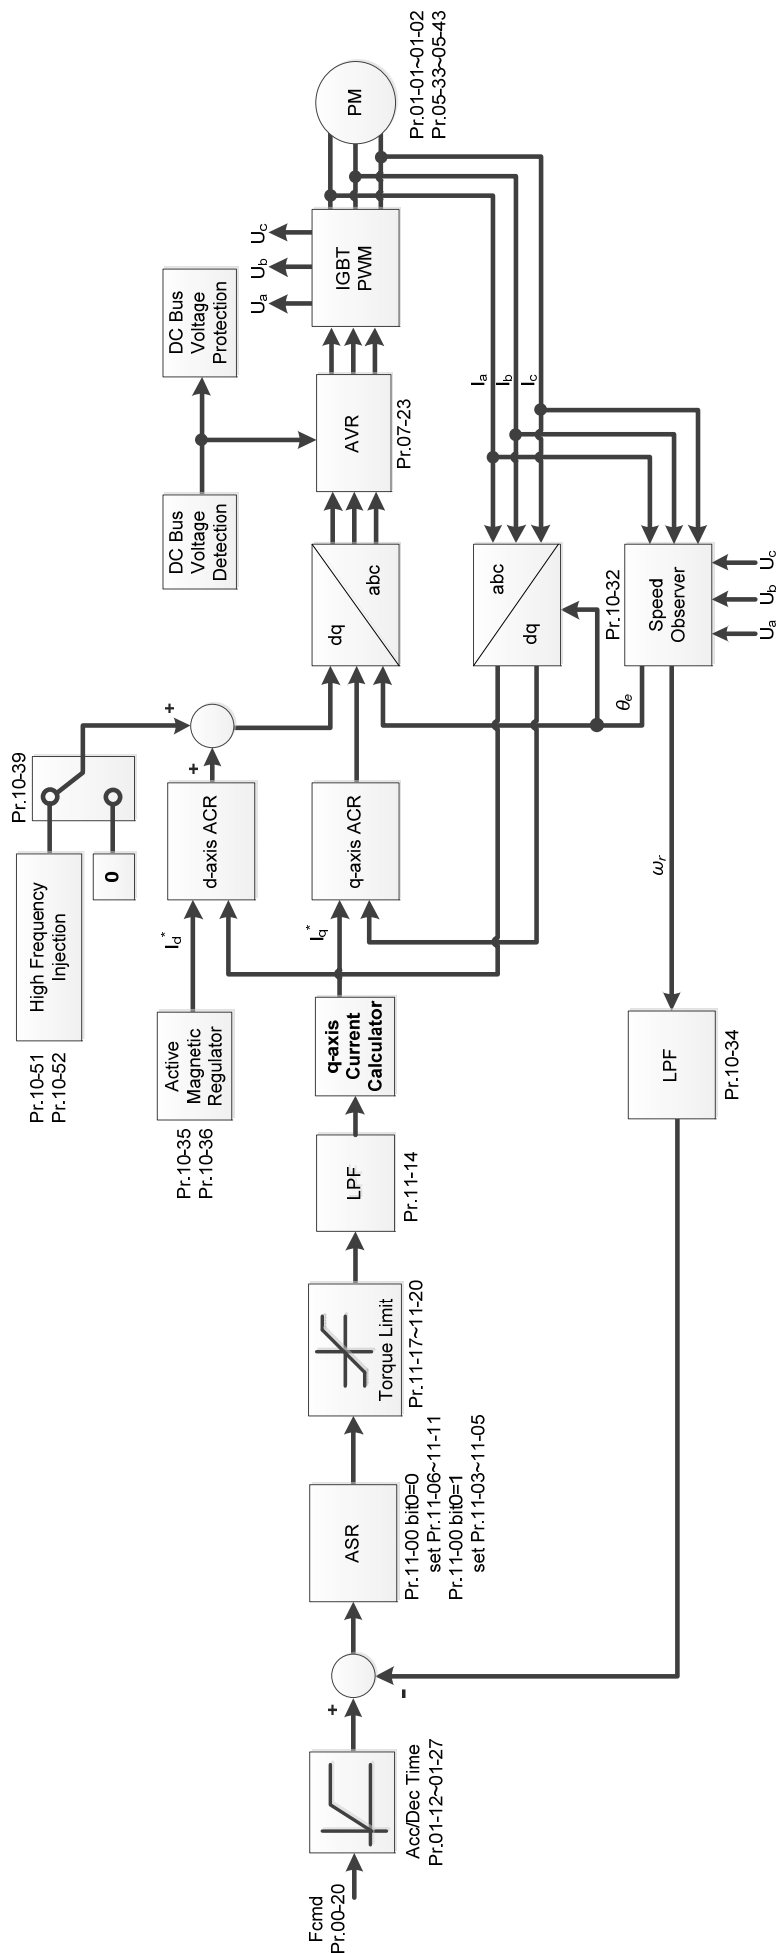 Fcmd
Pr.00-20
Acc/Dec Time
Pr.01-12~01-27
+
-
ASR
Pr.11-00 bit0=0
set Pr.11-06~11-11
Pr.11-00 bit0=1
set Pr.11-03~11-05
Torque Limit
Pr.11-17~11-20
LPF
Pr.11-14
q-axis
Current
Calculator
Iq*
Pr.10-51
Pr.10-52
High Frequency
Injection
0
Pr.10-39
Pr.10-35
Pr.10-36
Active
Magnetic
Regulator
Id*
d-axis ACR
+
+
q-axis ACR
dq
abc
DC Bus
Voltage
Detection
DC Bus
Voltage
Protection
AVR
Pr.07-23
IGBT
PWM
Ua
Ub
Uc
PM
Pr.01-01~01-02
Pr.05-33~05-43
Ia
Ib
Ic
abc
dq
Pr.10-32
Speed
Observer
Ua
Ub
Uc
θe
ωr
LPF
Pr.10-34